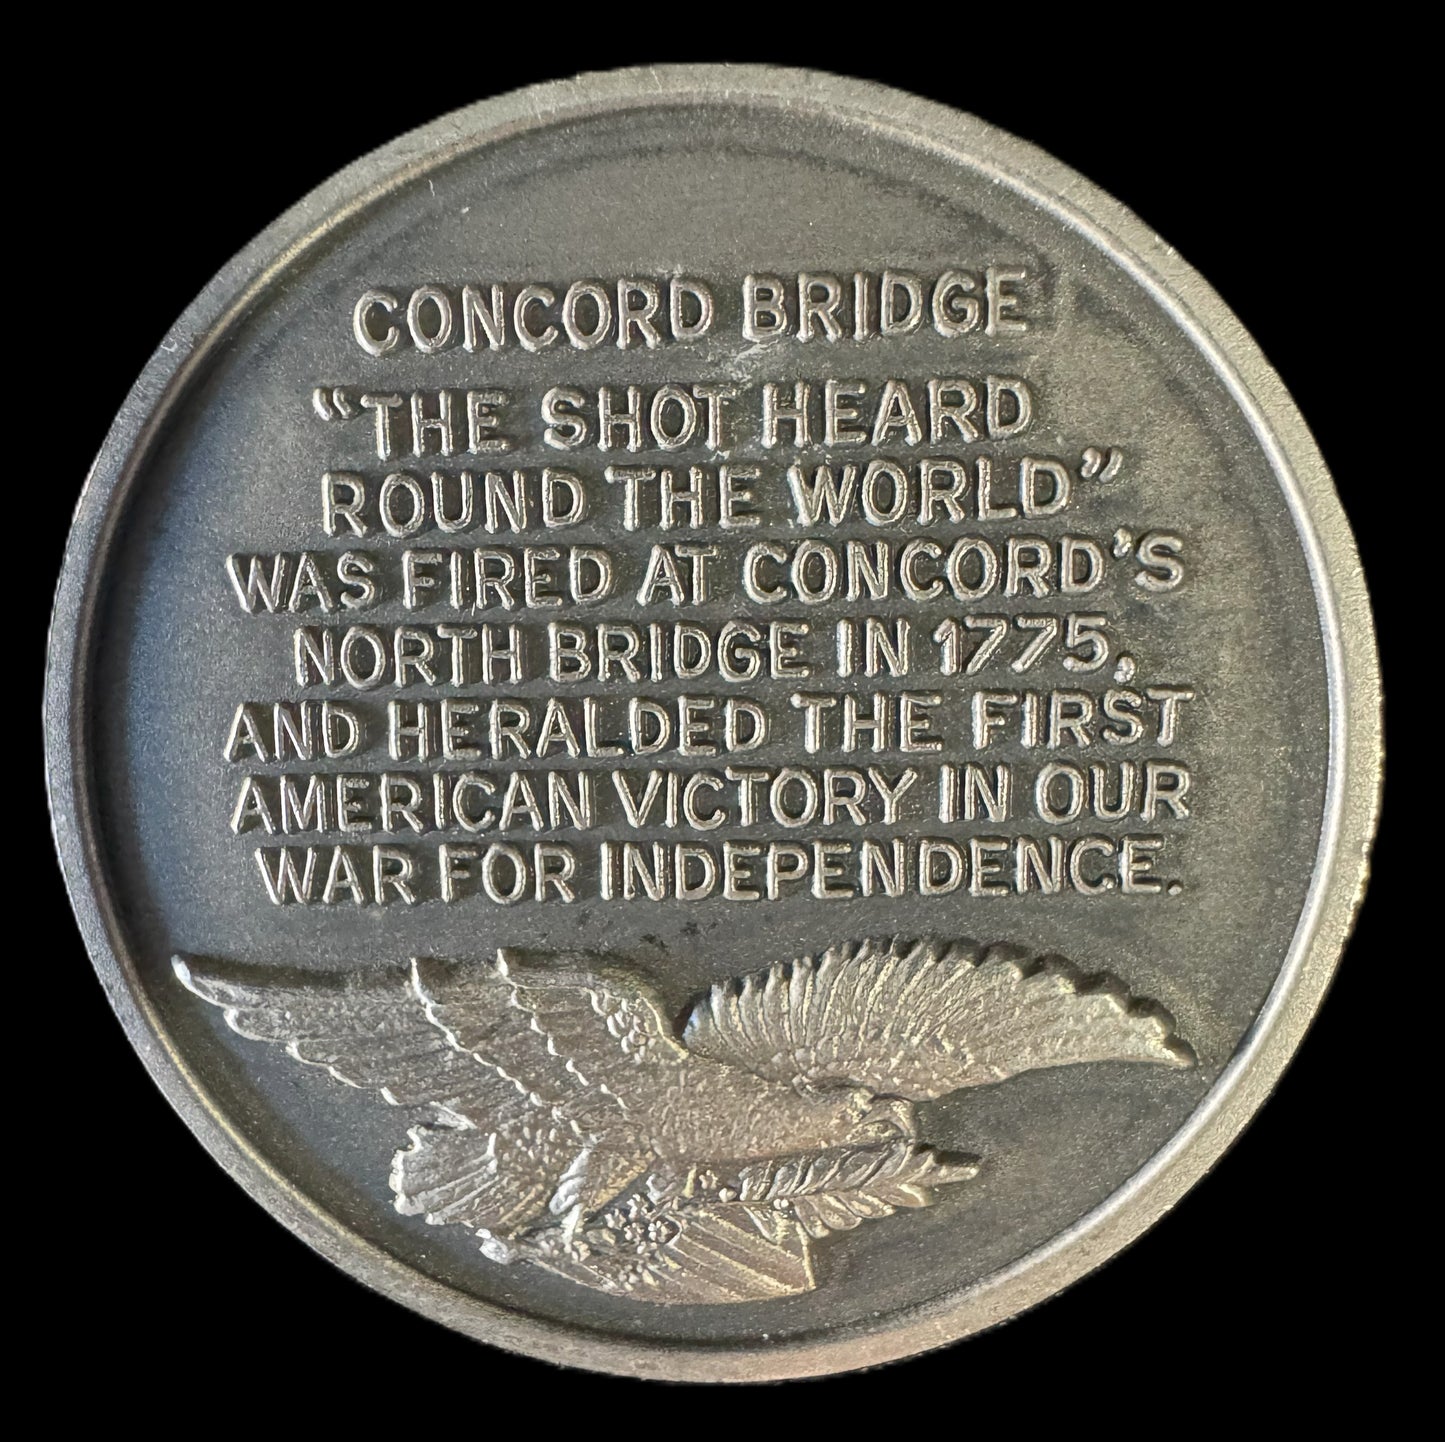 CONCORD BRIDGE
“THE SHOT HEARD
ROUND THE WORLD”
WAS FIRED AT CONCORD’S
NORTH BRIDGE IN 1775,
AND HERALDED THE FIRST
AMERICAN VICTORY IN OUR
WAR FOR INDEPENDENCE.